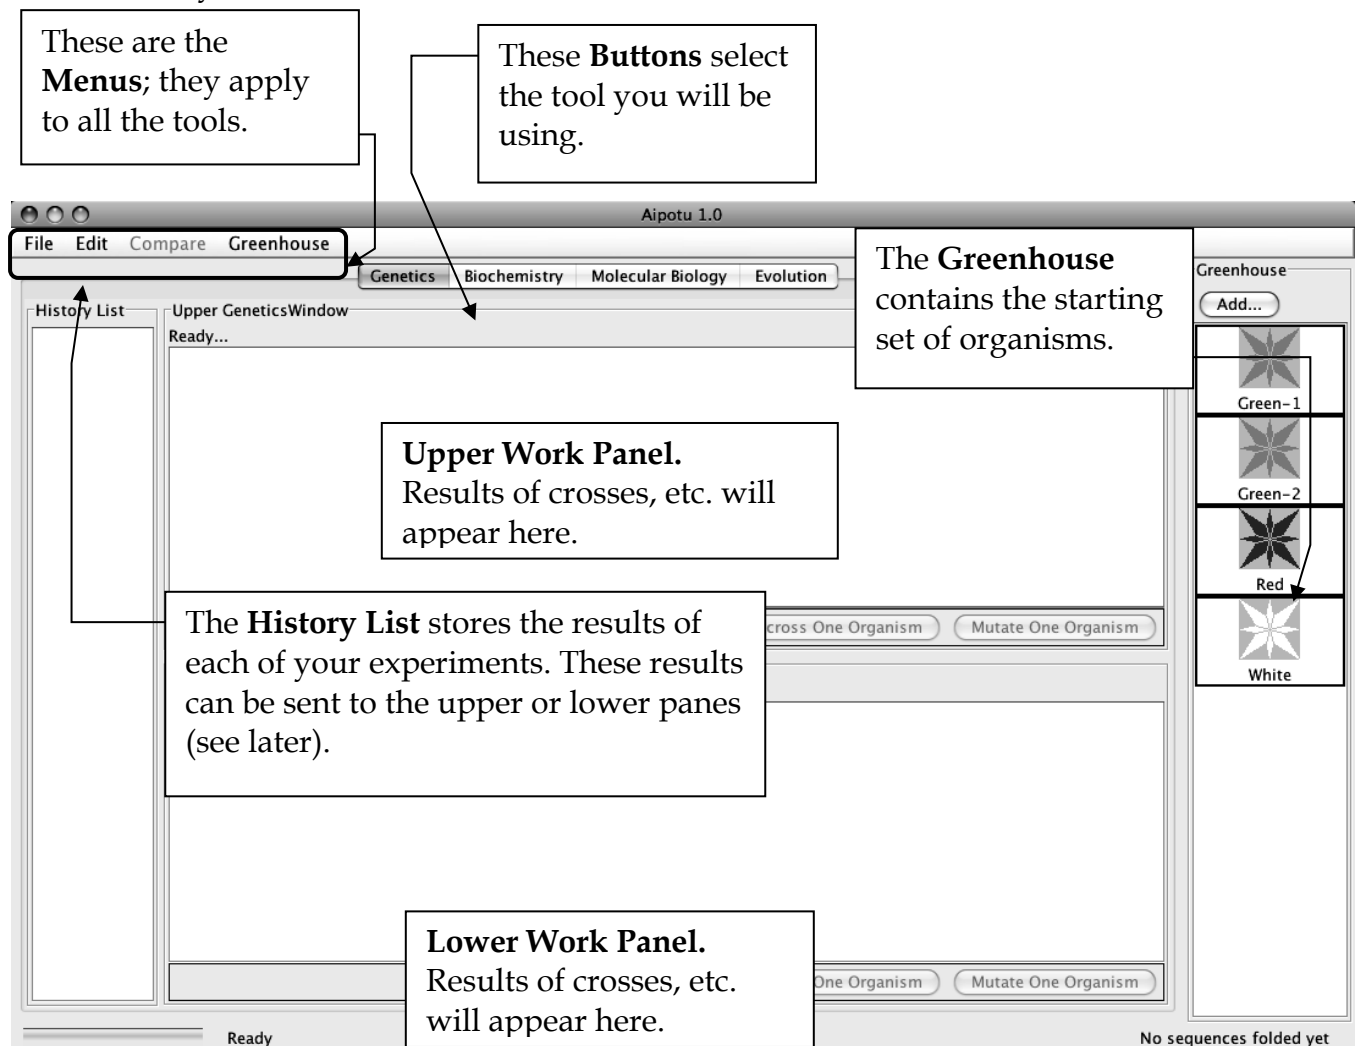 These are the
Menus; they apply
to all the tools.
These Buttons select
the tool you will be
using.
Aipotu 1.0
File Edit Compare Greenhouse
Genetics Biochemistry Molecular Biology Evolution
The Greenhouse
contains the starting
set of organisms.
Greenhouse
Add...
History List
Upper GeneticsWindow
Ready...
Green-1
Green-2
Red
White
Upper Work Panel.
Results of crosses, etc. will
appear here.
The History List stores the results of
each of your experiments. These results
can be sent to the upper or lower panes
(see later).
cross One Organism
Mutate One Organism
Lower Work Panel.
Results of crosses, etc.
will appear here.
One Organism
Mutate One Organism
Ready
No sequences folded yet